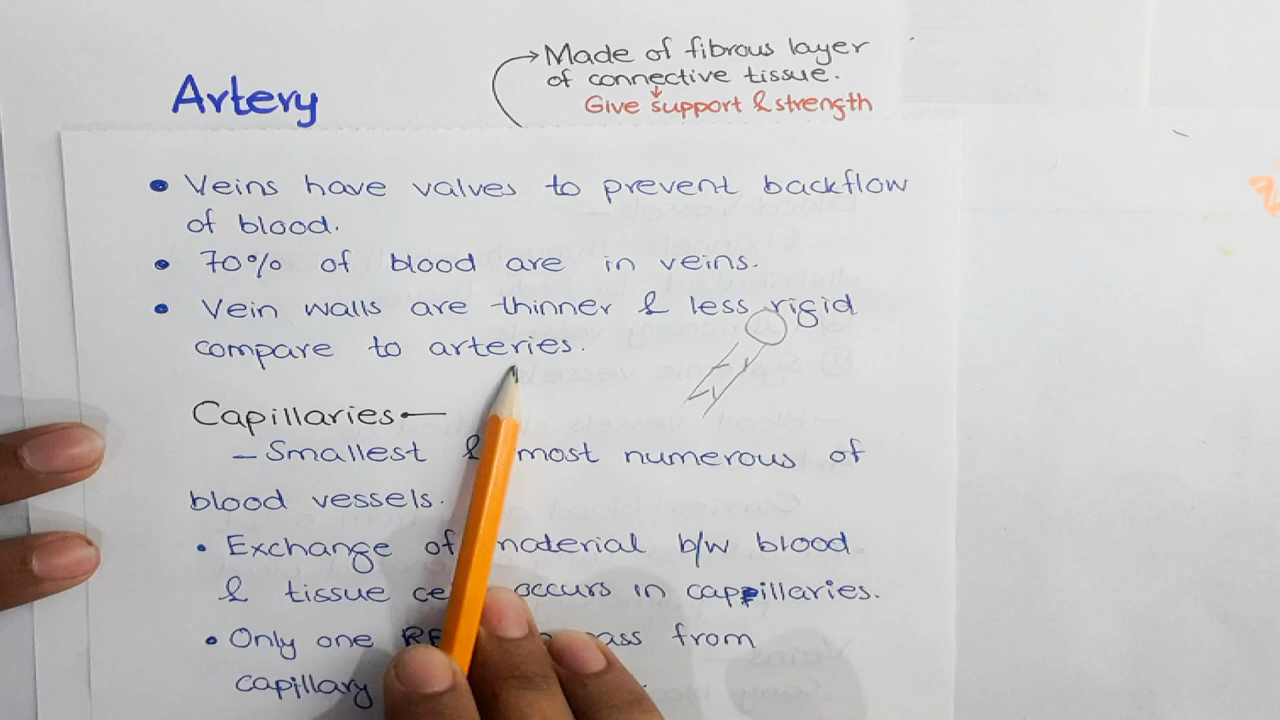 Made of fibrous layer
of connective tissue.
Give support & strength
Artery
• Veins have valves to prevent backflow
of blood.
• 70% of blood are in veins.
• Vein walls are thinner & less rigid
compare to arteries.
Capillaries
– Smallest & most numerous of
blood vessels.
• Exchange of material b/w blood
& tissue occurs in cappillaries.
• Only one from
capillary